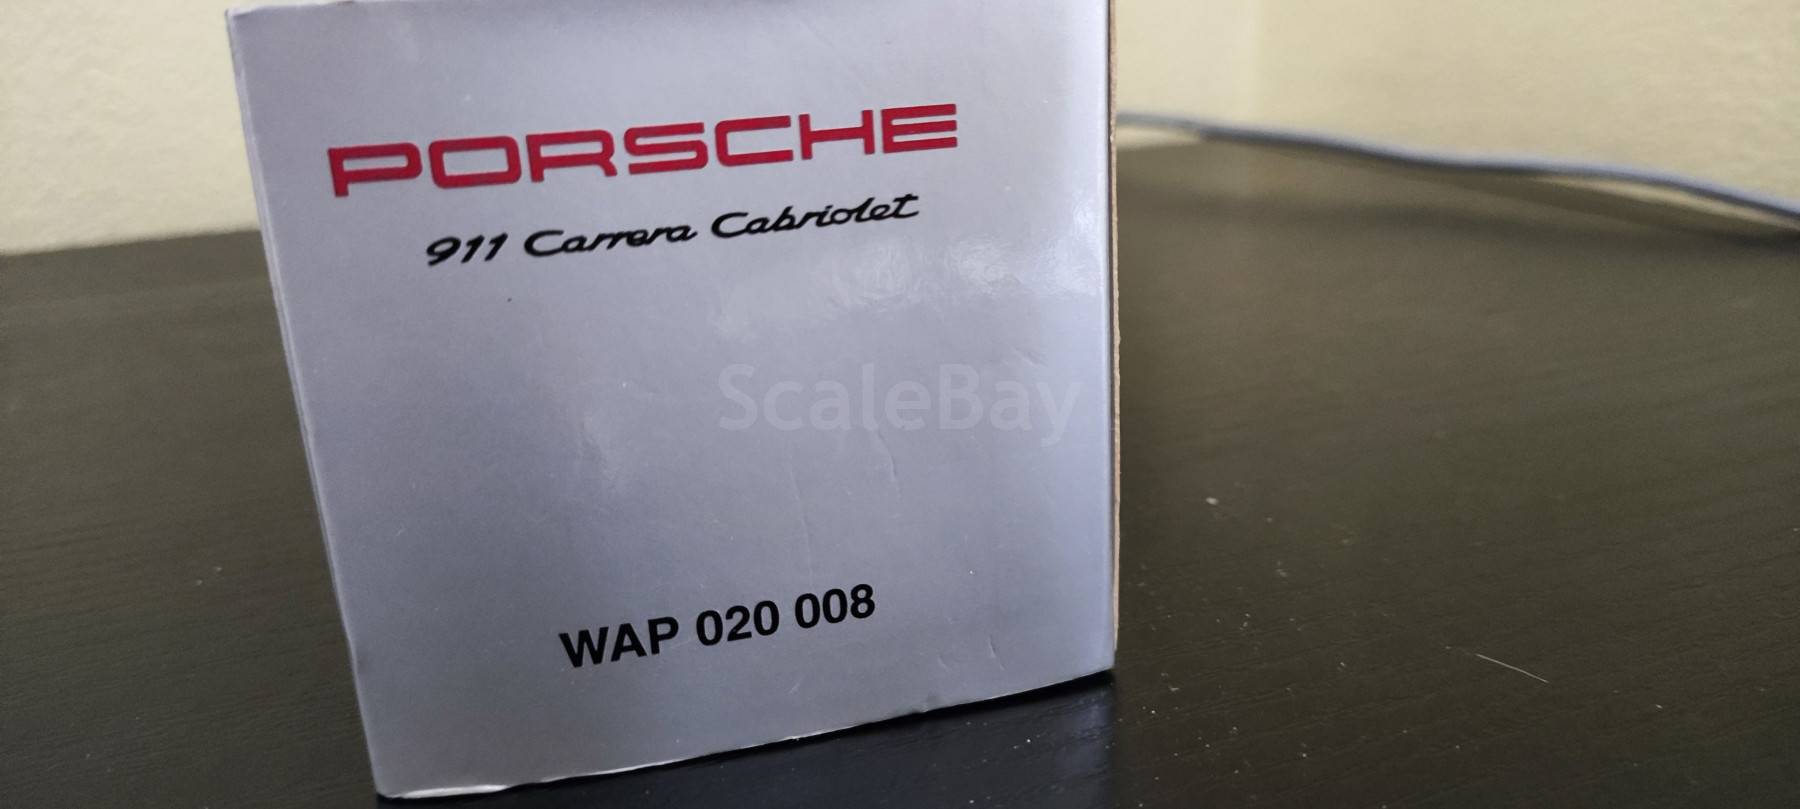 PORSCHE
911 Carrera Cabriolet
ScaleBay
WAP 020 008